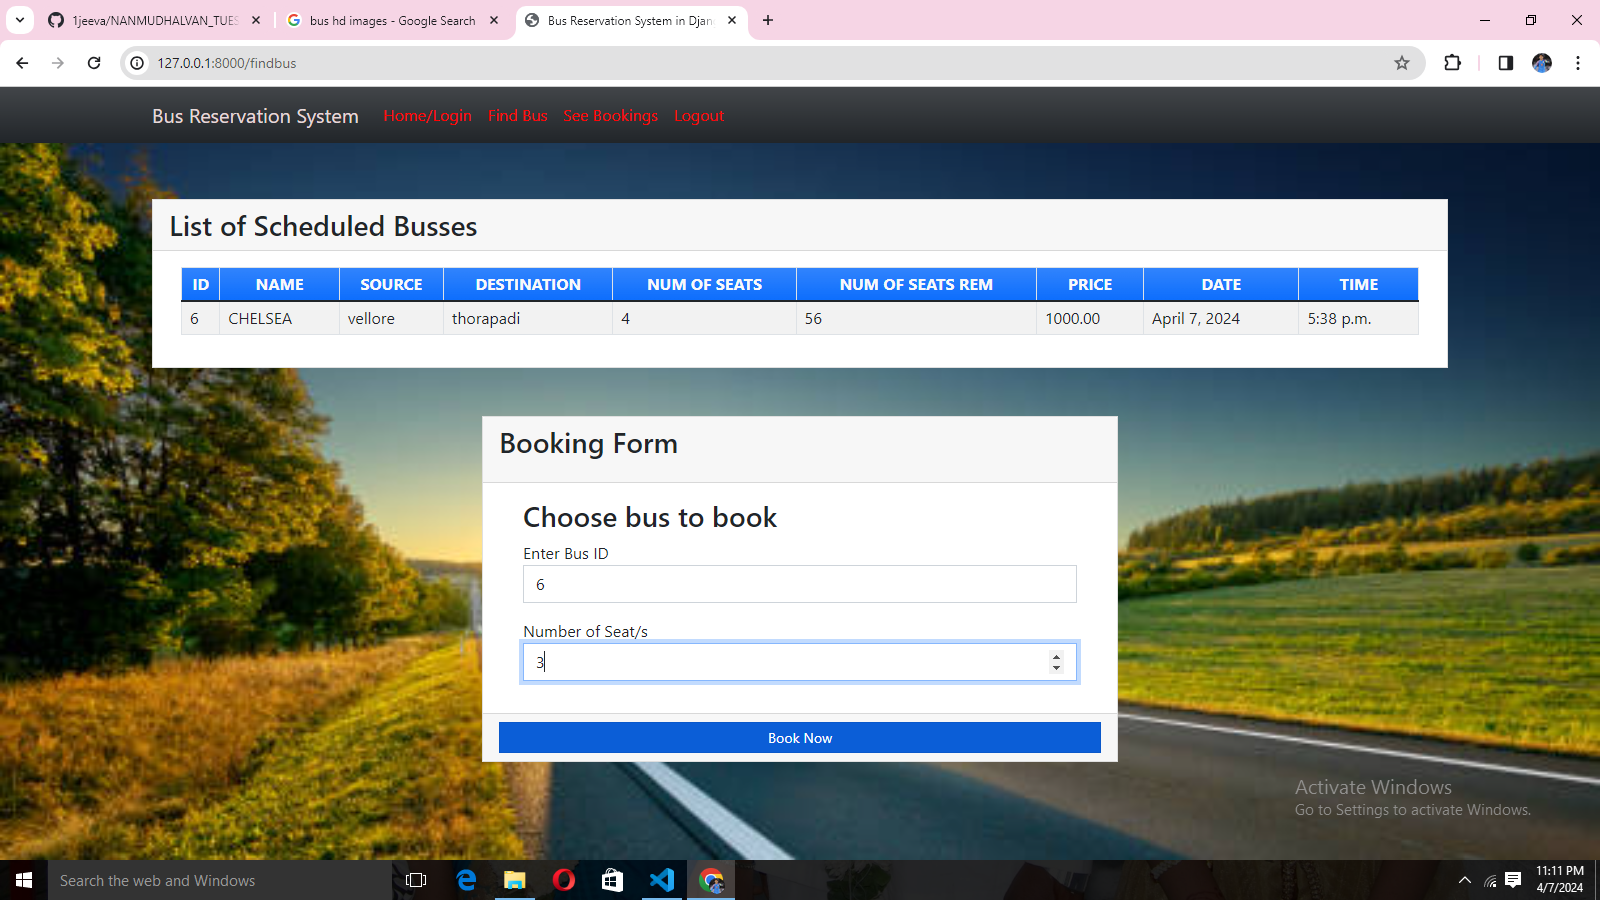 1jeeva/NANMUDHALVAN_TUES
bus hd images - Google Search
Bus Reservation System in Djan
127.0.0.1:8000/findbus
Bus Reservation System Home/Login Find Bus See Bookings Logout
List of Scheduled Busses
ID NAME SOURCE DESTINATION NUM OF SEATS NUM OF SEATS REM PRICE DATE TIME
6 CHELSEA vellore thorapadi 4 56 1000.00 April 7, 2024 5:38 p.m.
Booking Form
Choose bus to book
Enter Bus ID
6
Number of Seat/s
3
Book Now
Activate Windows
Go to Settings to activate Windows.
Search the web and Windows
11:11 PM
4/7/2024